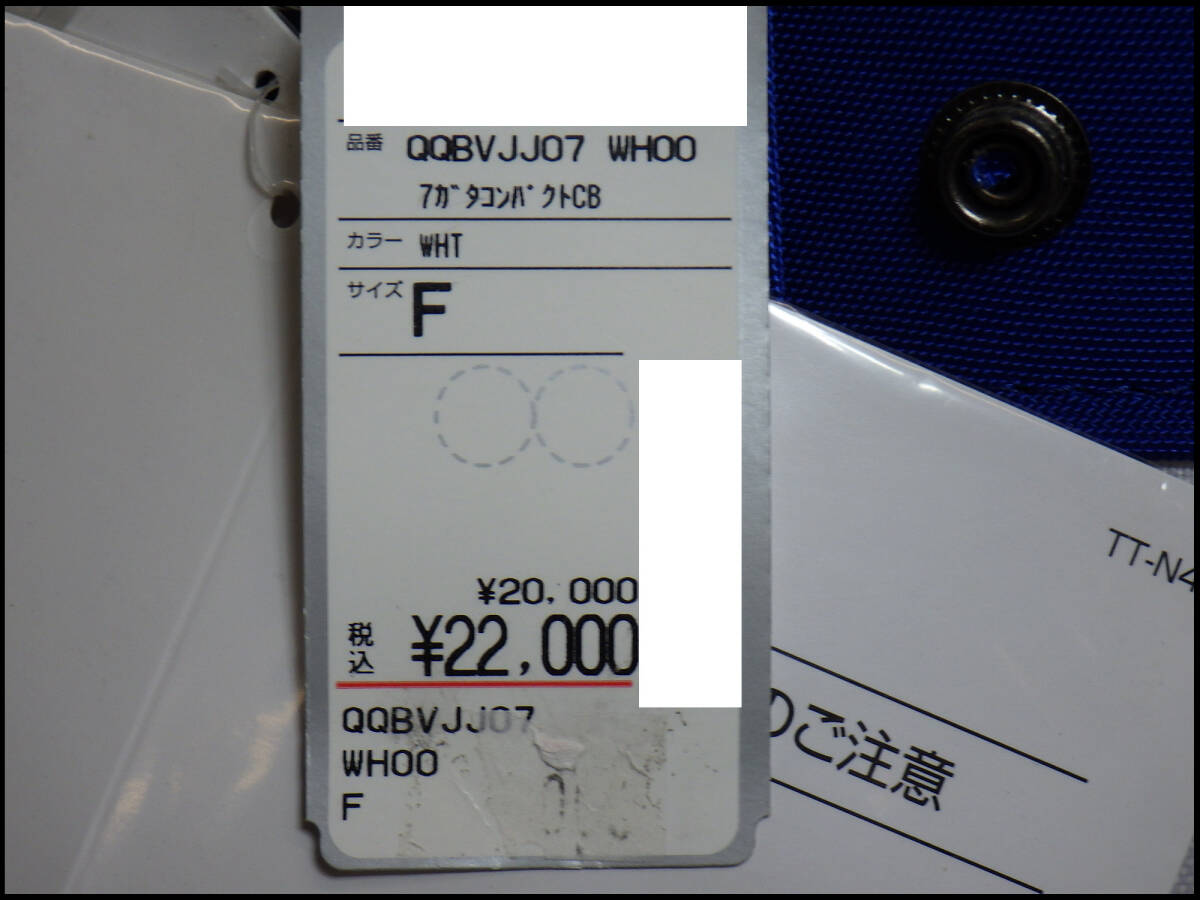 品番 QQBVJJ07 WH00
7ガタコンパクトCB
カラー WHT
サイズ F
¥20,000
税込 ¥22,000
QQBVJJ07
WH00
F
TT-N4
のご注意